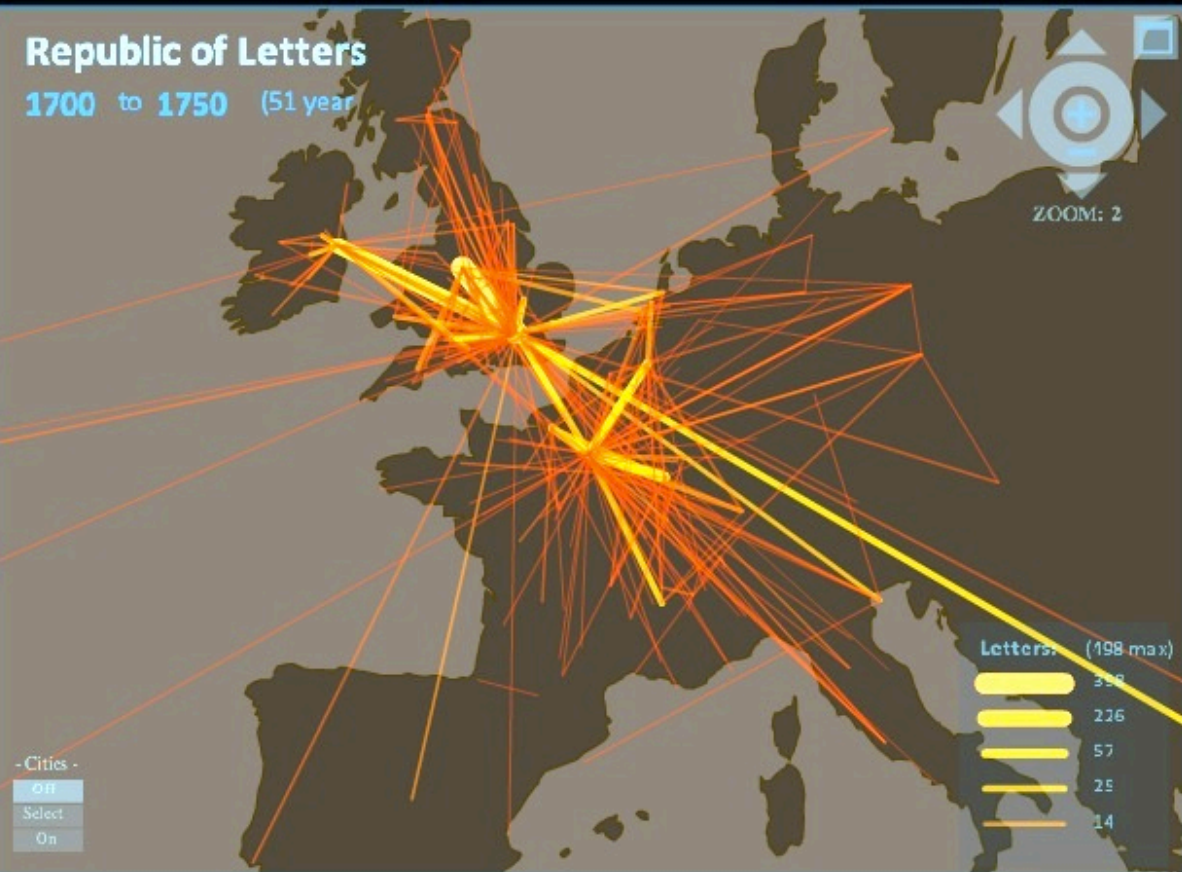 Republic of Letters
1700 to 1750 (51 year
ZOOM: 2
Letters: (198 max)
226
57
25
14
- Cities -
Off
Select
On